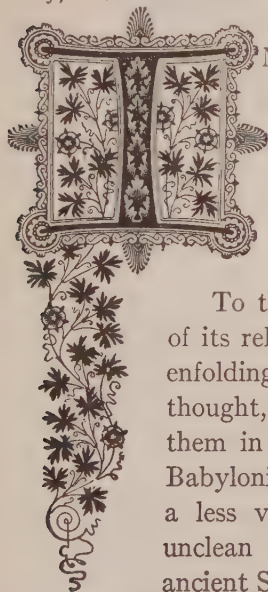 I
To t
of its rel
enfolding
thought,
them in
Babyloni
a less v
unclean
ancient S